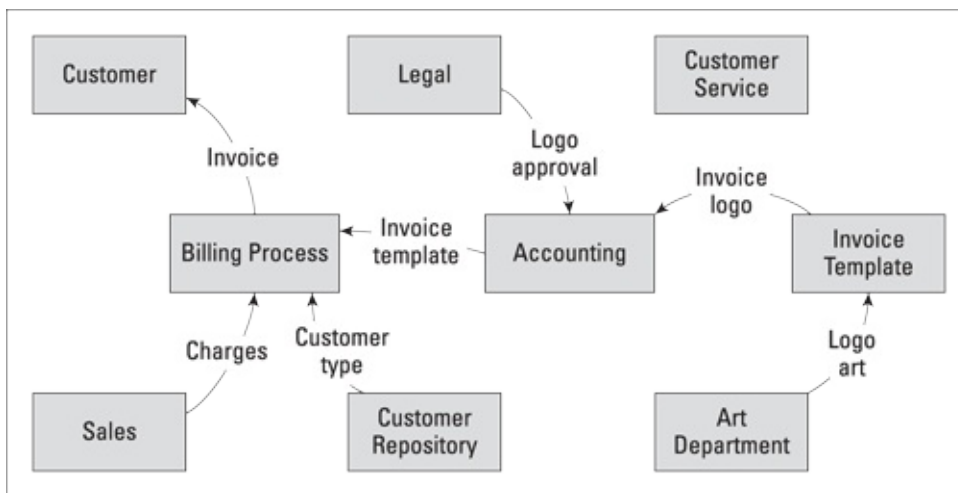 Customer
Legal
Customer
Service
Invoice
Logo
approval
Invoice
logo
Billing Process
Invoice
template
Accounting
Invoice
Template
Charges
Customer
type
Logo
art
Sales
Customer
Repository
Art
Department